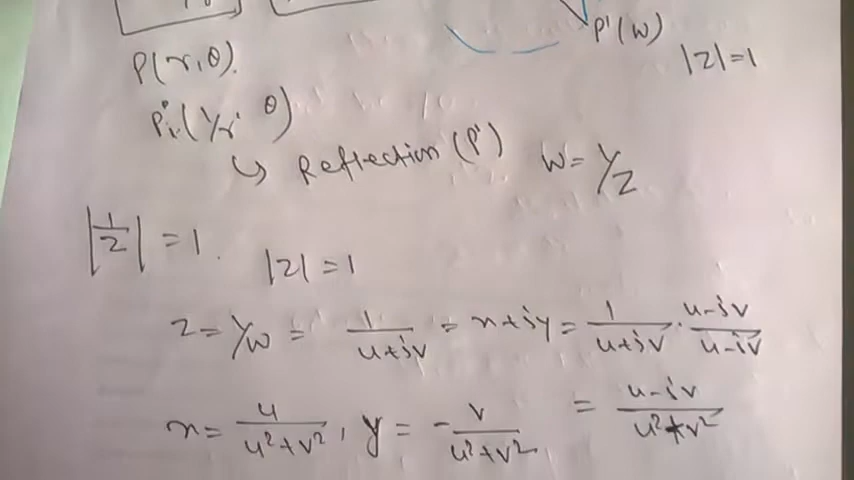 P'(w)
P(r, θ).
|z|=1
Pi (1/r, θ)
↳ Reflection (P') w = 1/z
|1/z| = 1. |z| = 1
z = 1/w = 1/(u+iv) = x+iy = 1/(u+iv) · (u-iv)/(u-iv)
x = u/(u²+v²), y = -v/(u²+v²) = (u-iv)/(u²+v²)